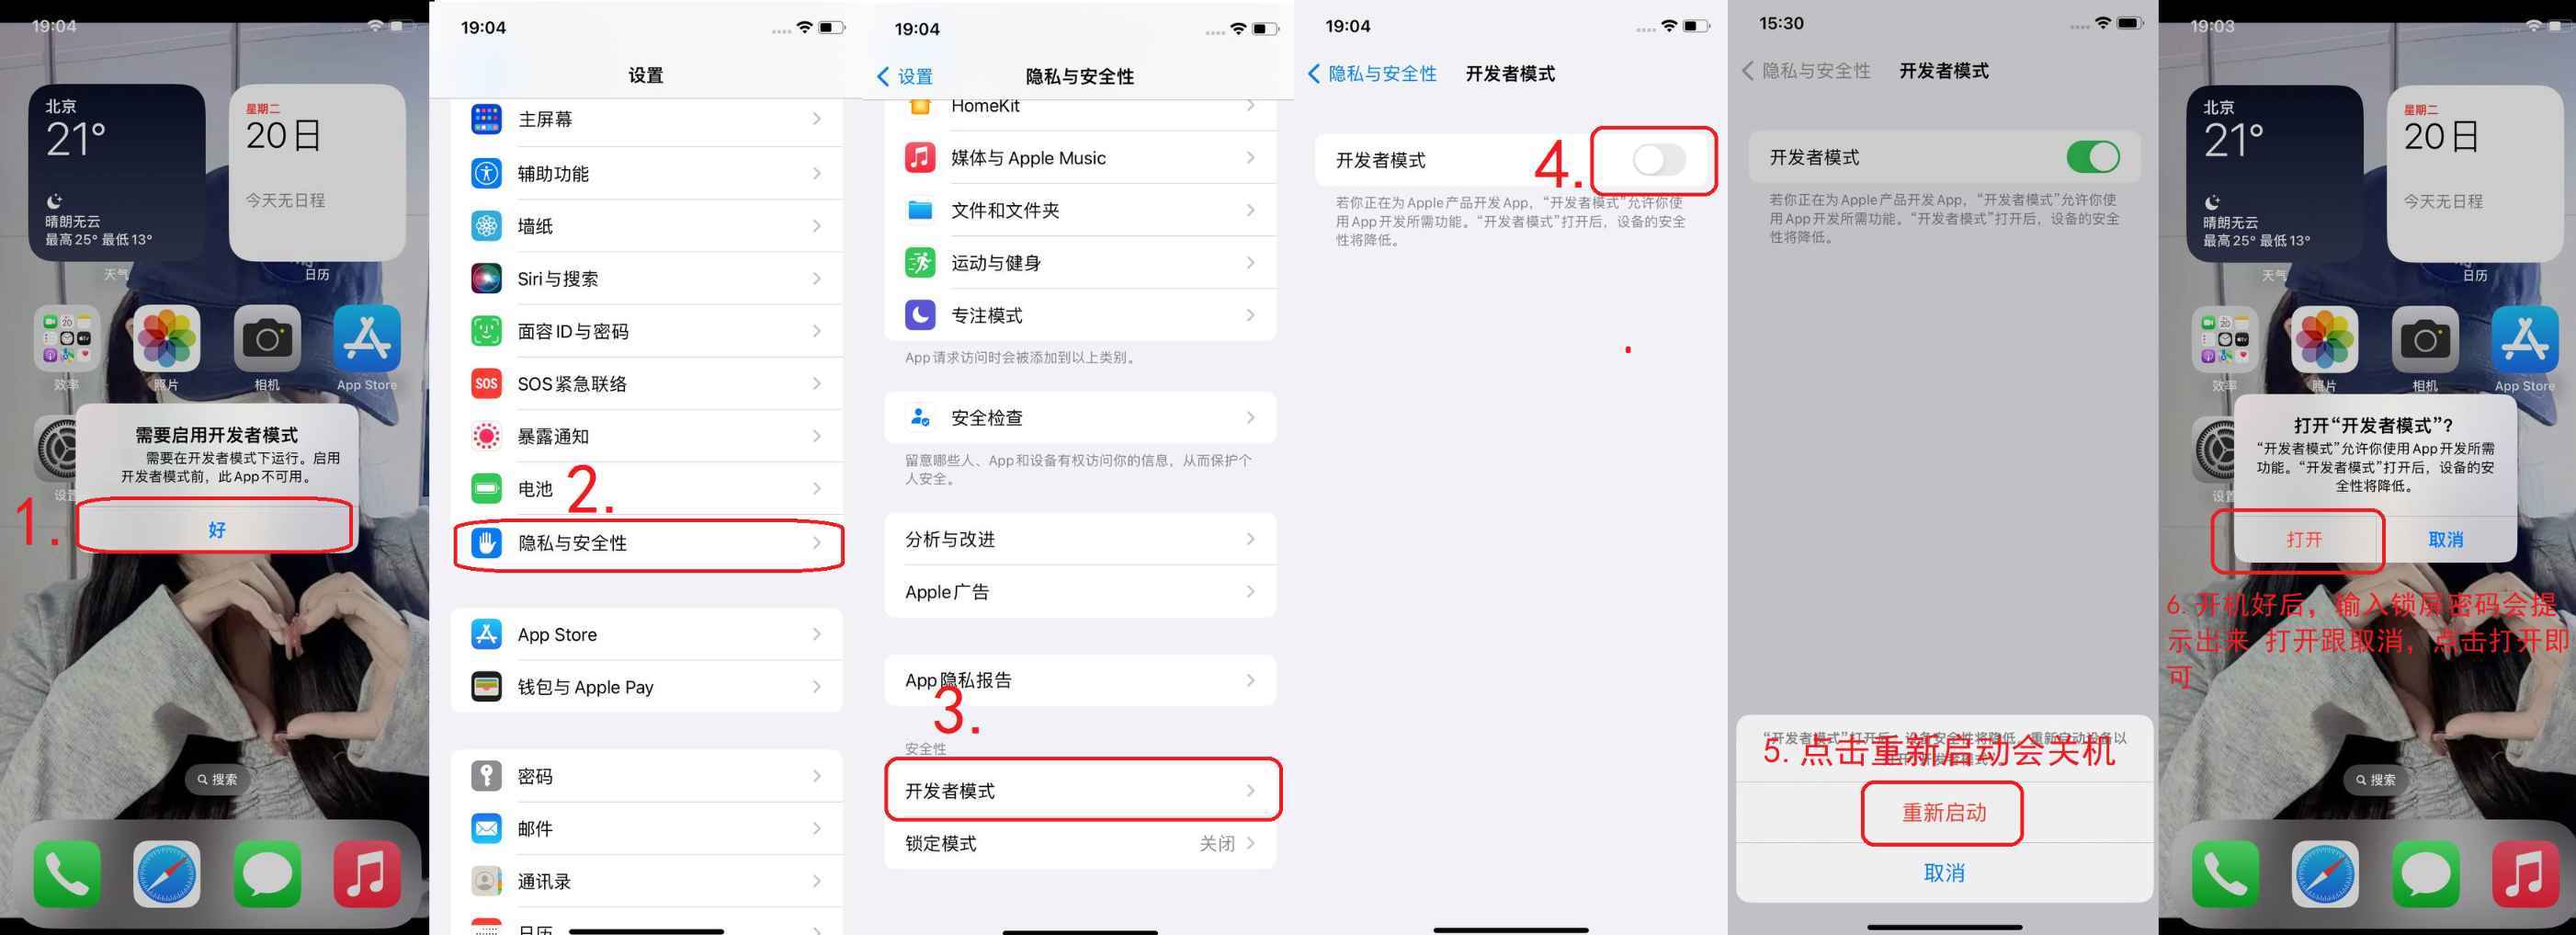 19:04
北京
21°
晴朗无云
最高25° 最低13°
天气
星期二
20日
今天无日程
日历
效率
照片
相机
App Store
需要启用开发者模式
需要在开发者模式下运行。启用
开发者模式前，此App不可用。
设置
1.
好
搜索
19:04
设置
主屏幕
辅助功能
墙纸
Siri与搜索
面容ID与密码
SOS
SOS紧急联络
暴露通知
电池
2.
隐私与安全性
App Store
钱包与 Apple Pay
密码
邮件
通讯录
日历
19:04
设置
隐私与安全性
HomeKit
媒体与 Apple Music
文件和文件夹
运动与健身
专注模式
App请求访问时会被添加到以上类别。
安全检查
留意哪些人、App和设备有权访问你的信息，从而保护个
人安全。
分析与改进
Apple广告
App隐私报告
3.
安全性
开发者模式
锁定模式
关闭
19:04
隐私与安全性
开发者模式
开发者模式
4.
若你正在为Apple产品开发App，“开发者模式”允许你使
用App开发所需功能。“开发者模式”打开后，设备的安全
性将降低。
15:30
隐私与安全性
开发者模式
开发者模式
若你正在为Apple产品开发App，“开发者模式”允许你使
用App开发所需功能。“开发者模式”打开后，设备的安全
性将降低。
“开发者模式”打开后，设备安全性将降低。重新启动设备以
5. 点击重新启动会关机
重新启动
取消
19:03
北京
21°
晴朗无云
最高25° 最低13°
天气
星期二
20日
今天无日程
日历
效率
照片
相机
App Store
打开“开发者模式”？
“开发者模式”允许你使用App开发所需
功能。“开发者模式”打开后，设备的安
全性将降低。
设置
打开
取消
6. 开机好后，输入锁屏密码会提
示出来 打开跟取消，点击打开即
可
搜索